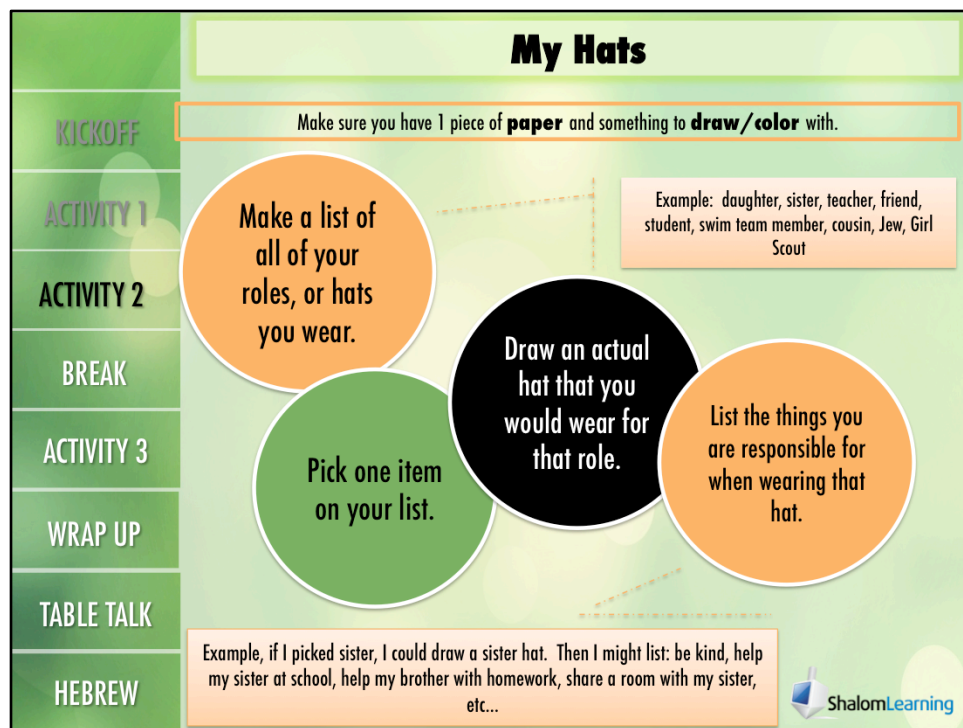 My Hats
Make sure you have 1 piece of paper and something to draw/color with.
KICKOFF
ACTIVITY 1
ACTIVITY 2
BREAK
ACTIVITY 3
WRAP UP
TABLE TALK
HEBREW
Make a list of
all of your
roles, or hats
you wear.
Example: daughter, sister, teacher, friend,
student, swim team member, cousin, Jew, Girl
Scout
Pick one item
on your list.
Draw an actual
hat that you
would wear for
that role.
List the things you
are responsible for
when wearing that
hat.
Example, if I picked sister, I could draw a sister hat. Then I might list: be kind, help
my sister at school, help my brother with homework, share a room with my sister,
etc...
ShalomLearning